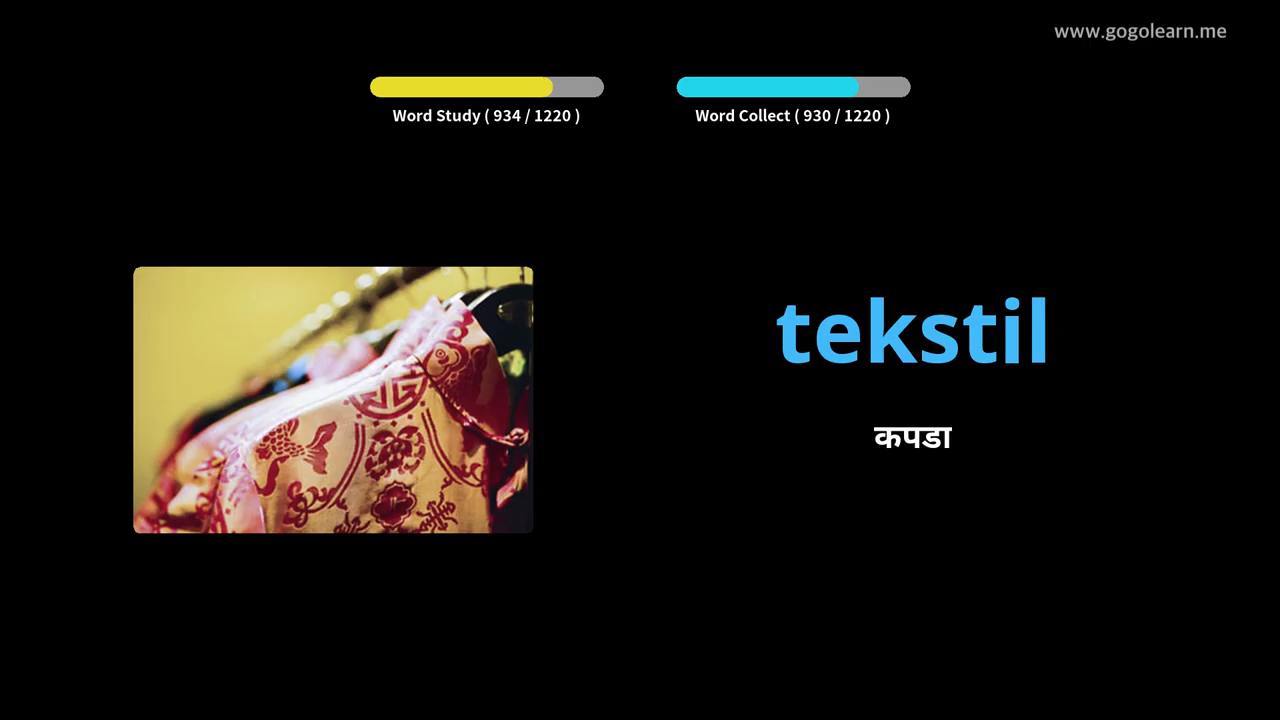 www.gogolearn.me
Word Study ( 934 / 1220 )
Word Collect ( 930 / 1220 )
tekstil
कपडा